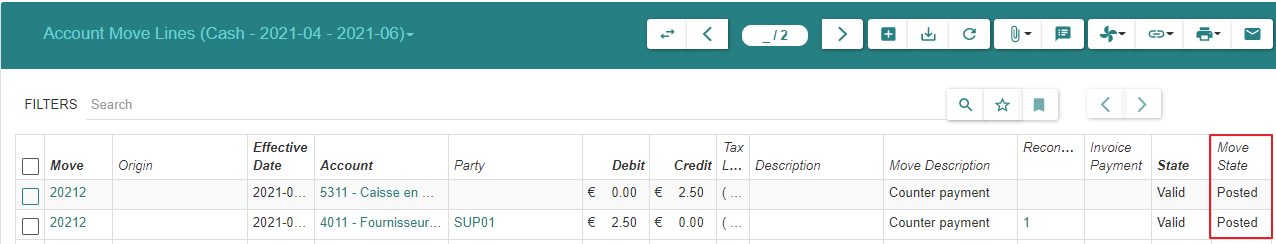 Account Move Lines (Cash - 2021-04 - 2021-06)
_ / 2
FILTERS Search
Move Origin Effective Date Account Party Debit Credit Tax L... Description Move Description Recon... Invoice Payment State Move State
20212 2021-0... 5311 - Caisse en ... € 0.00 € 2.50 ( ... Counter payment Valid Posted
20212 2021-0... 4011 - Fournisseur... SUP01 € 2.50 € 0.00 ( ... Counter payment 1 Valid Posted